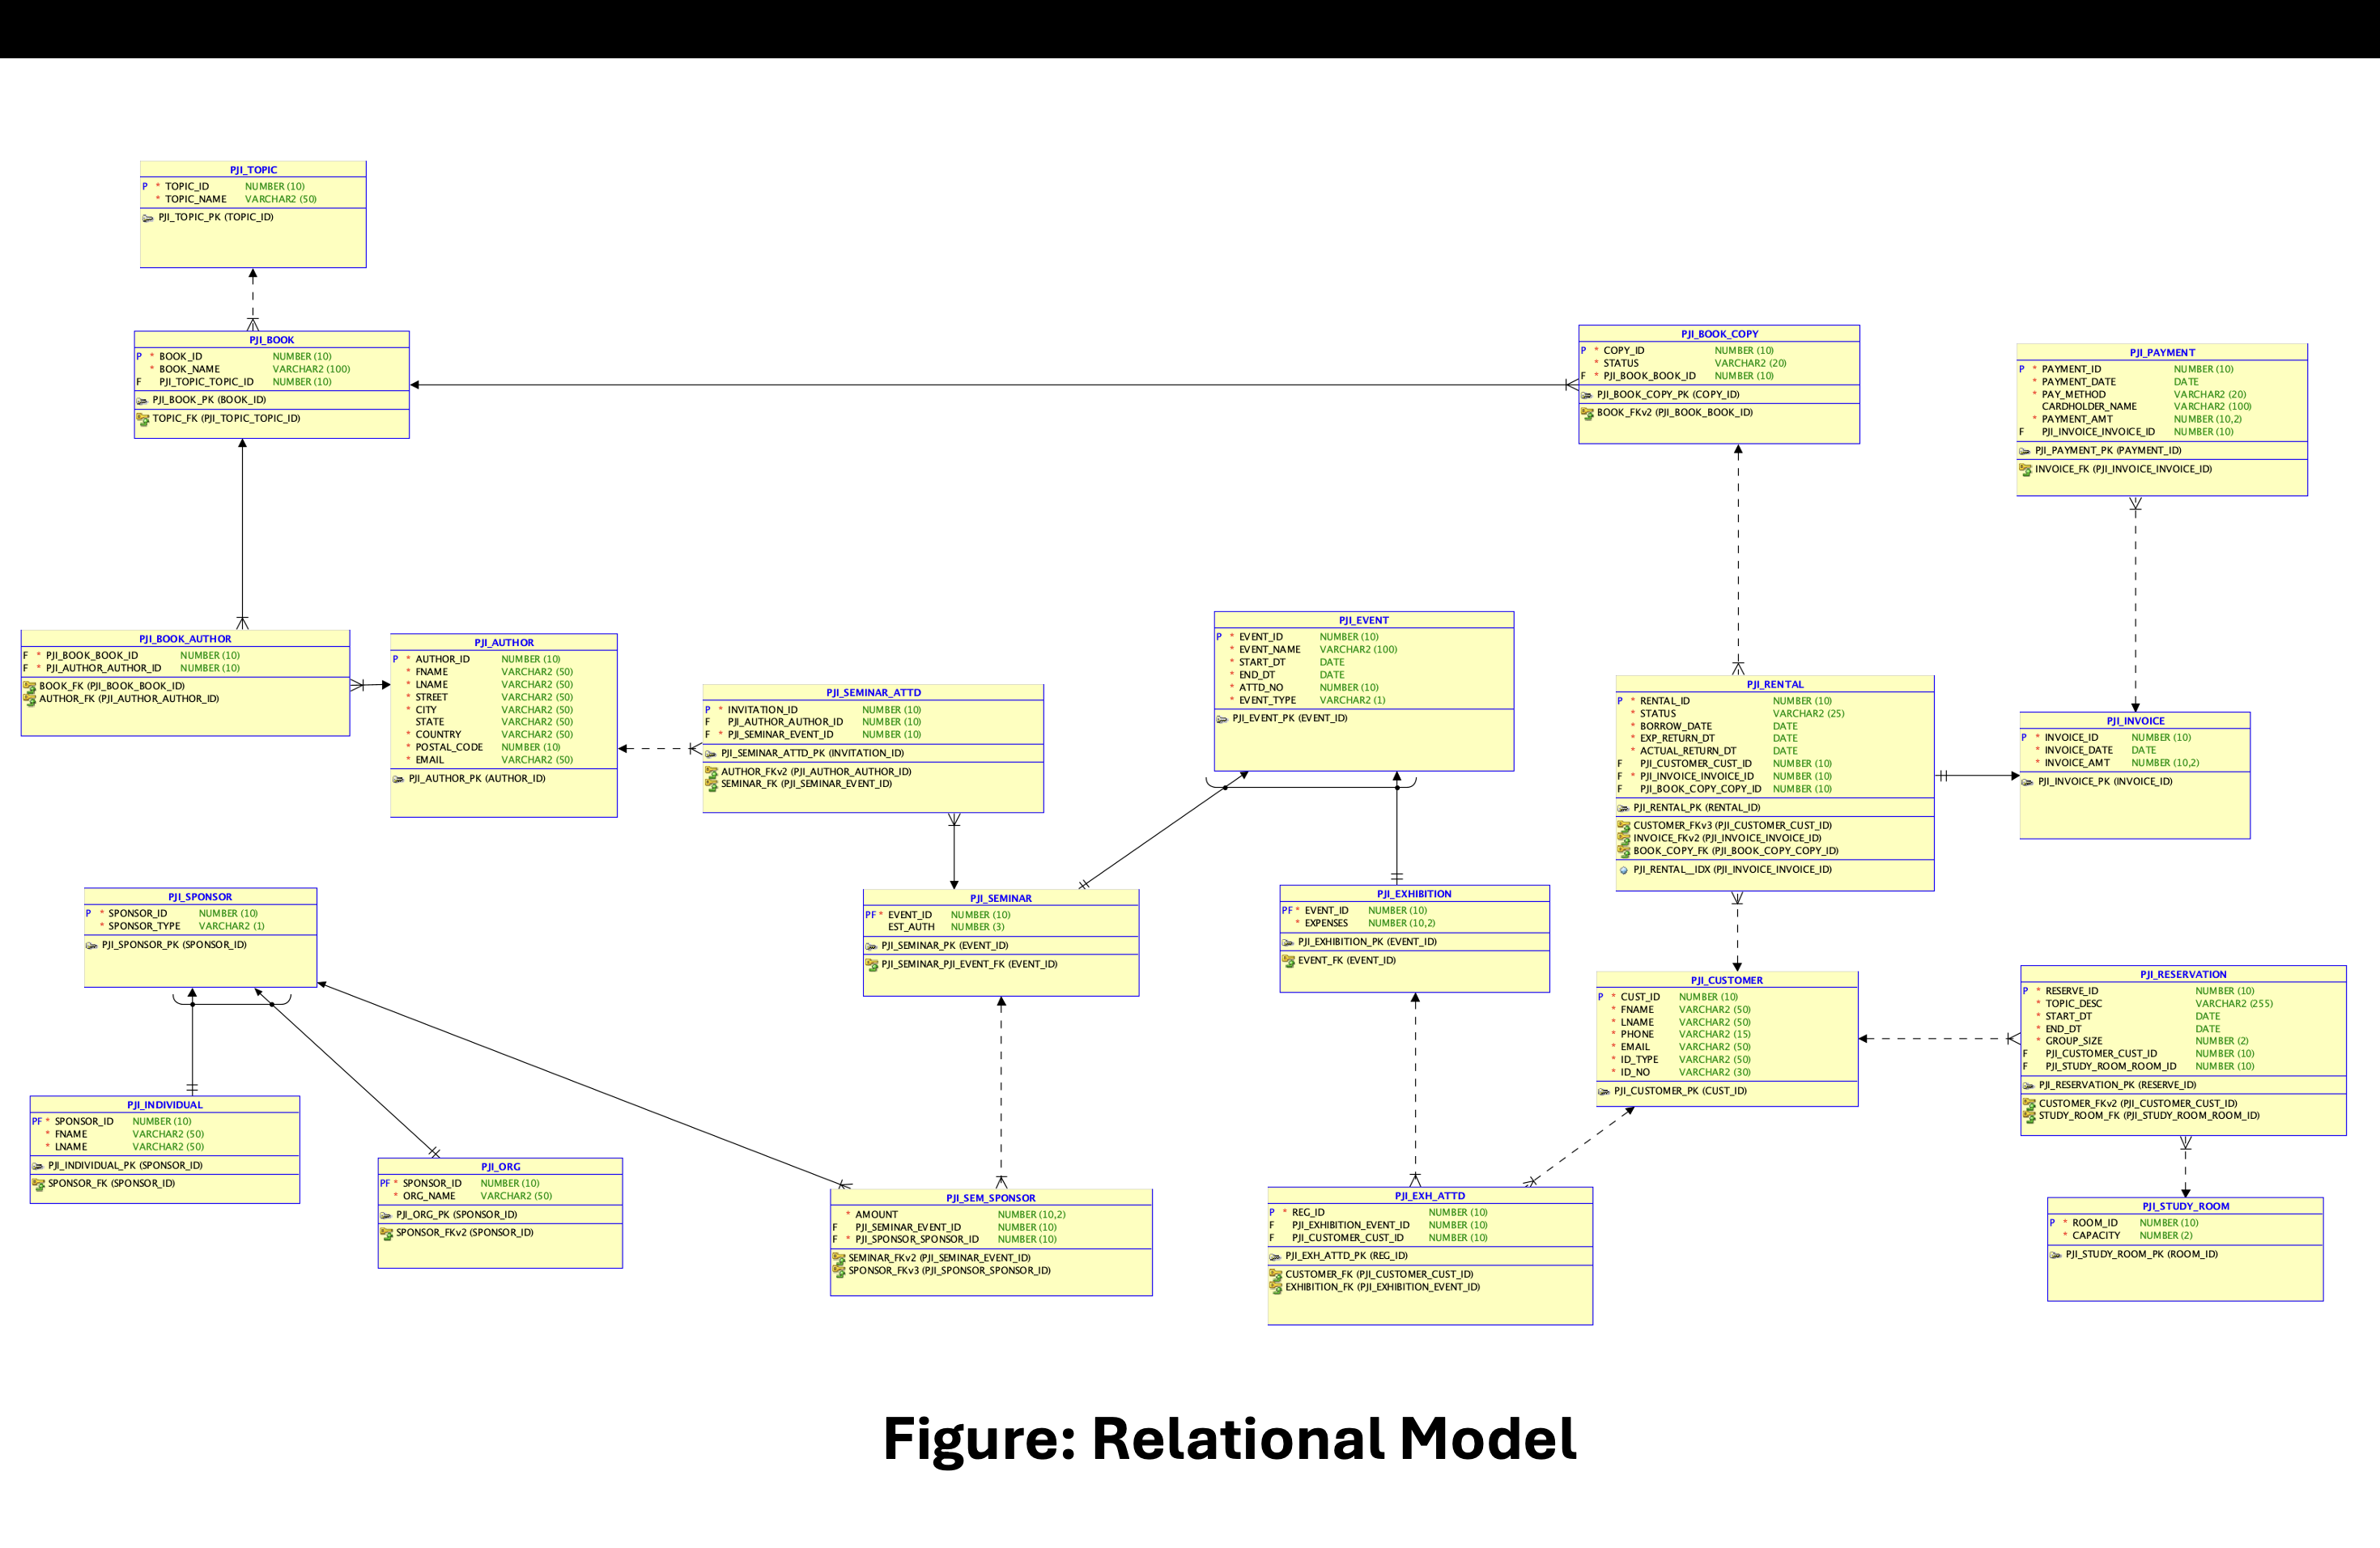 PJI_TOPIC
P * TOPIC_ID NUMBER (10)
* TOPIC_NAME VARCHAR2 (50)
PJI_TOPIC_PK (TOPIC_ID)
PJI_BOOK
P * BOOK_ID NUMBER (10)
* BOOK_NAME VARCHAR2 (100)
F PJI_TOPIC_TOPIC_ID NUMBER (10)
PJI_BOOK_PK (BOOK_ID)
TOPIC_FK (PJI_TOPIC_TOPIC_ID)
PJI_BOOK_COPY
P * COPY_ID NUMBER (10)
* STATUS VARCHAR2 (20)
F * PJI_BOOK_BOOK_ID NUMBER (10)
PJI_BOOK_COPY_PK (COPY_ID)
BOOK_FKv2 (PJI_BOOK_BOOK_ID)
PJI_PAYMENT
P * PAYMENT_ID NUMBER (10)
* PAYMENT_DATE DATE
* PAY_METHOD VARCHAR2 (20)
CARDHOLDER_NAME VARCHAR2 (100)
* PAYMENT_AMT NUMBER (10,2)
F PJI_INVOICE_INVOICE_ID NUMBER (10)
PJI_PAYMENT_PK (PAYMENT_ID)
INVOICE_FK (PJI_INVOICE_INVOICE_ID)
PJI_BOOK_AUTHOR
F * PJI_BOOK_BOOK_ID NUMBER (10)
F * PJI_AUTHOR_AUTHOR_ID NUMBER (10)
BOOK_FK (PJI_BOOK_BOOK_ID)
AUTHOR_FK (PJI_AUTHOR_AUTHOR_ID)
PJI_AUTHOR
P * AUTHOR_ID NUMBER (10)
* FNAME VARCHAR2 (50)
* LNAME VARCHAR2 (50)
* STREET VARCHAR2 (50)
* CITY VARCHAR2 (50)
STATE VARCHAR2 (50)
* COUNTRY VARCHAR2 (50)
* POSTAL_CODE NUMBER (10)
* EMAIL VARCHAR2 (50)
PJI_AUTHOR_PK (AUTHOR_ID)
PJI_SEMINAR_ATTD
P * INVITATION_ID NUMBER (10)
F PJI_AUTHOR_AUTHOR_ID NUMBER (10)
F * PJI_SEMINAR_EVENT_ID NUMBER (10)
PJI_SEMINAR_ATTD_PK (INVITATION_ID)
AUTHOR_FKv2 (PJI_AUTHOR_AUTHOR_ID)
SEMINAR_FK (PJI_SEMINAR_EVENT_ID)
PJI_EVENT
P * EVENT_ID NUMBER (10)
* EVENT_NAME VARCHAR2 (100)
* START_DT DATE
* END_DT DATE
* ATTD_NO NUMBER (10)
* EVENT_TYPE VARCHAR2 (1)
PJI_EVENT_PK (EVENT_ID)
PJI_RENTAL
P * RENTAL_ID NUMBER (10)
* STATUS VARCHAR2 (25)
* BORROW_DATE DATE
* EXP_RETURN_DT DATE
* ACTUAL_RETURN_DT DATE
F PJI_CUSTOMER_CUST_ID NUMBER (10)
F * PJI_INVOICE_INVOICE_ID NUMBER (10)
F PJI_BOOK_COPY_COPY_ID NUMBER (10)
PJI_RENTAL_PK (RENTAL_ID)
CUSTOMER_FKv3 (PJI_CUSTOMER_CUST_ID)
INVOICE_FKv2 (PJI_INVOICE_INVOICE_ID)
BOOK_COPY_FK (PJI_BOOK_COPY_COPY_ID)
PJI_RENTAL__IDX (PJI_INVOICE_INVOICE_ID)
PJI_INVOICE
P * INVOICE_ID NUMBER (10)
* INVOICE_DATE DATE
* INVOICE_AMT NUMBER (10,2)
PJI_INVOICE_PK (INVOICE_ID)
PJI_SPONSOR
P * SPONSOR_ID NUMBER (10)
* SPONSOR_TYPE VARCHAR2 (1)
PJI_SPONSOR_PK (SPONSOR_ID)
PJI_SEMINAR
PF * EVENT_ID NUMBER (10)
EST_AUTH NUMBER (3)
PJI_SEMINAR_PK (EVENT_ID)
PJI_SEMINAR_PJI_EVENT_FK (EVENT_ID)
PJI_EXHIBITION
PF * EVENT_ID NUMBER (10)
* EXPENSES NUMBER (10,2)
PJI_EXHIBITION_PK (EVENT_ID)
EVENT_FK (EVENT_ID)
PJI_CUSTOMER
P * CUST_ID NUMBER (10)
* FNAME VARCHAR2 (50)
* LNAME VARCHAR2 (50)
* PHONE VARCHAR2 (15)
* EMAIL VARCHAR2 (50)
* ID_TYPE VARCHAR2 (50)
* ID_NO VARCHAR2 (30)
PJI_CUSTOMER_PK (CUST_ID)
PJI_RESERVATION
P * RESERVE_ID NUMBER (10)
* TOPIC_DESC VARCHAR2 (255)
* START_DT DATE
* END_DT DATE
* GROUP_SIZE NUMBER (2)
F PJI_CUSTOMER_CUST_ID NUMBER (10)
F PJI_STUDY_ROOM_ROOM_ID NUMBER (10)
PJI_RESERVATION_PK (RESERVE_ID)
CUSTOMER_FKv2 (PJI_CUSTOMER_CUST_ID)
STUDY_ROOM_FK (PJI_STUDY_ROOM_ROOM_ID)
PJI_INDIVIDUAL
PF * SPONSOR_ID NUMBER (10)
* FNAME VARCHAR2 (50)
* LNAME VARCHAR2 (50)
PJI_INDIVIDUAL_PK (SPONSOR_ID)
SPONSOR_FK (SPONSOR_ID)
PJI_ORG
PF * SPONSOR_ID NUMBER (10)
* ORG_NAME VARCHAR2 (50)
PJI_ORG_PK (SPONSOR_ID)
SPONSOR_FKv2 (SPONSOR_ID)
PJI_SEM_SPONSOR
* AMOUNT NUMBER (10,2)
F PJI_SEMINAR_EVENT_ID NUMBER (10)
F * PJI_SPONSOR_SPONSOR_ID NUMBER (10)
SEMINAR_FKv2 (PJI_SEMINAR_EVENT_ID)
SPONSOR_FKv3 (PJI_SPONSOR_SPONSOR_ID)
PJI_EXH_ATTD
P * REG_ID NUMBER (10)
F PJI_EXHIBITION_EVENT_ID NUMBER (10)
F PJI_CUSTOMER_CUST_ID NUMBER (10)
PJI_EXH_ATTD_PK (REG_ID)
CUSTOMER_FK (PJI_CUSTOMER_CUST_ID)
EXHIBITION_FK (PJI_EXHIBITION_EVENT_ID)
PJI_STUDY_ROOM
P * ROOM_ID NUMBER (10)
* CAPACITY NUMBER (2)
PJI_STUDY_ROOM_PK (ROOM_ID)
Figure: Relational Model